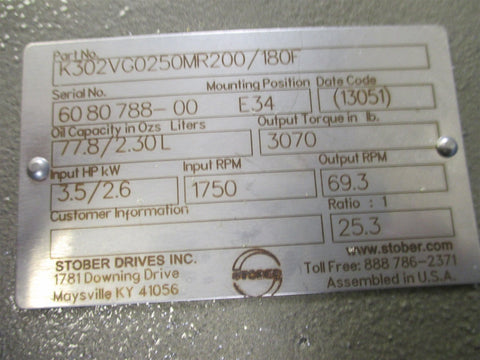 Part No.
K302VG0250MR200/180F
Serial No. Mounting Position Date Code
60 80 788-00 E34 (13051)
Oil Capacity in Ozs Liters Output Torque in lb.
77.8/2.30L 3070
Input HP kW Input RPM Output RPM
3.5/2.6 1750 69.3
Customer Information Ratio : 1
25.3
STOBER DRIVES INC. STOBER www.stober.com
1781 Downing Drive Toll Free: 888 786-2371
Maysville KY 41056 Assembled in U.S.A.